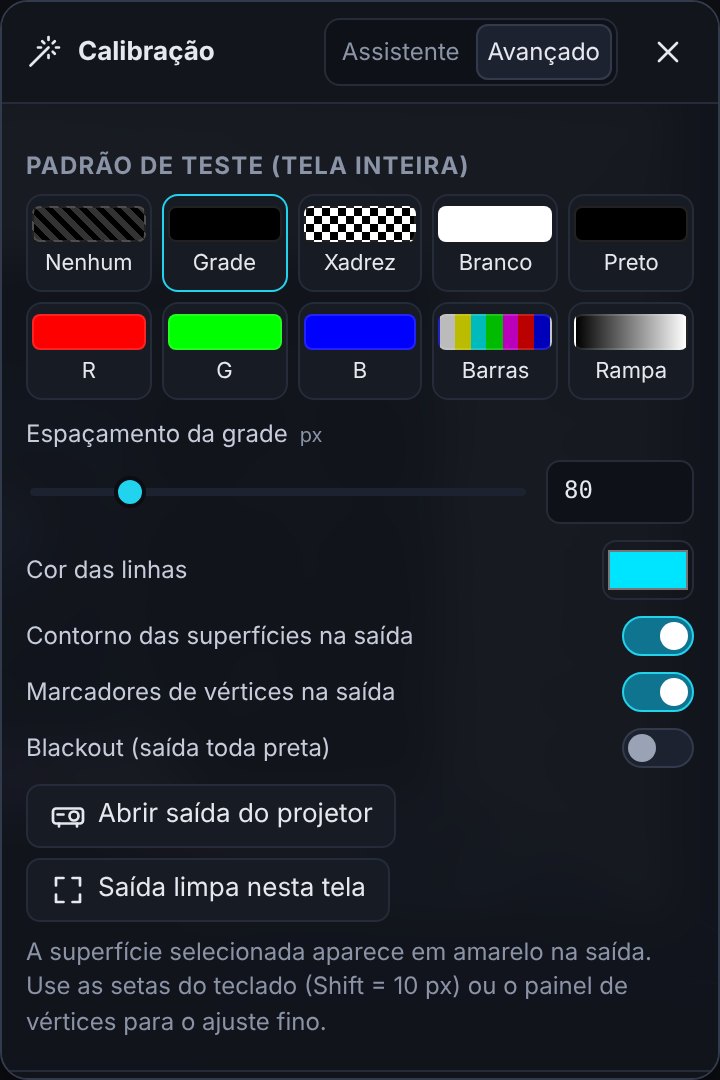 Calibração
Assistente
Avançado
PADRÃO DE TESTE (TELA INTEIRA)
Nenhum
Grade
Xadrez
Branco
Preto
R
G
B
Barras
Rampa
Espaçamento da grade px
80
Cor das linhas
Contorno das superfícies na saída
Marcadores de vértices na saída
Blackout (saída toda preta)
Abrir saída do projetor
Saída limpa nesta tela
A superfície selecionada aparece em amarelo na saída.
Use as setas do teclado (Shift = 10 px) ou o painel de
vértices para o ajuste fino.